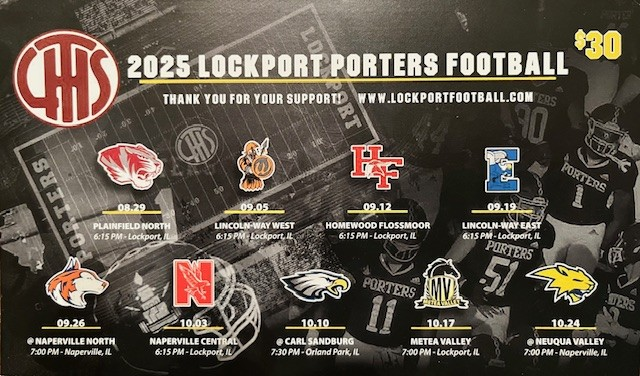 LTHS
$30
2025 LOCKPORT PORTERS FOOTBALL
THANK YOU FOR YOUR SUPPORT! WWW.LOCKPORTFOOTBALL.COM
LOCKPORT
PORTERS
HF
E
08.29
PLAINFIELD NORTH
6:15 PM - Lockport, IL
09.05
LINCOLN-WAY WEST
6:15 PM - Lockport, IL
09.12
HOMEWOOD FLOSSMOOR
6:15 PM - Lockport, IL
09.19
LINCOLN-WAY EAST
6:15 PM - Lockport, IL
PORTERS
1
PORTERS
51
PORTERS
11
N
MV
METEA VALLEY
09.26
@ NAPERVILLE NORTH
7:00 PM - Naperville, IL
10.03
NAPERVILLE CENTRAL
6:15 PM - Lockport, IL
10.10
@ CARL SANDBURG
7:30 PM - Orland Park, IL
10.17
METEA VALLEY
7:00 PM - Lockport, IL
10.24
@ NEUQUA VALLEY
7:00 PM - Naperville, IL